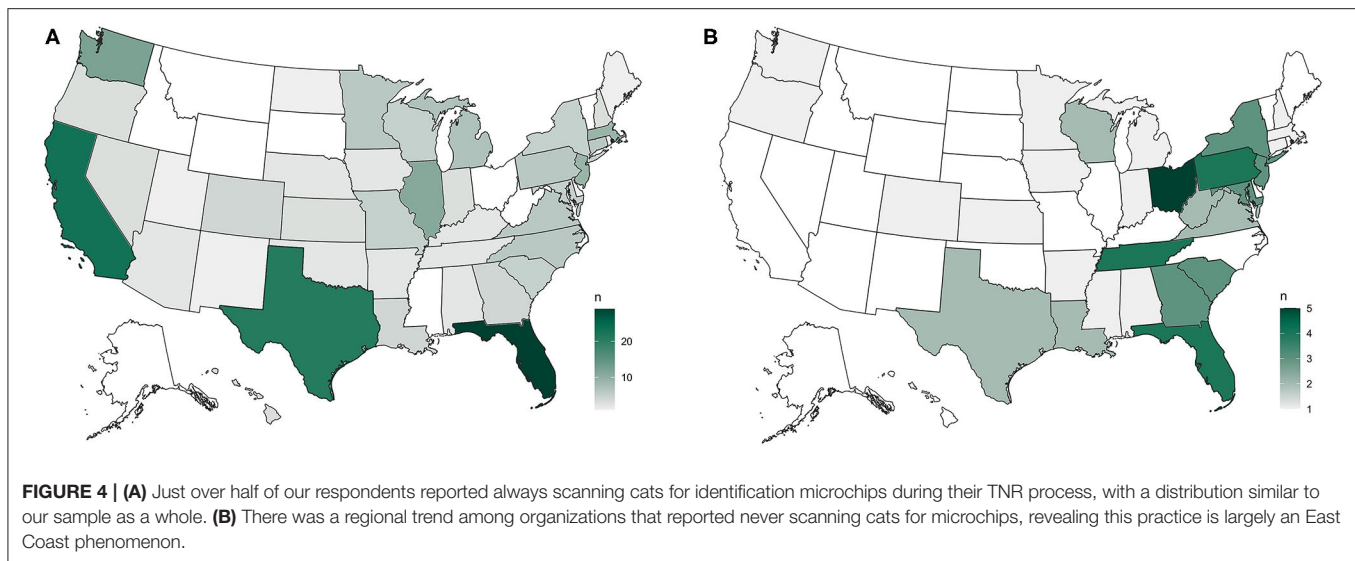 A
B
n
20
10
n
5
4
3
2
1
FIGURE 4 | (A) Just over half of our respondents reported always scanning cats for identification microchips during their TNR process, with a distribution similar to
our sample as a whole. (B) There was a regional trend among organizations that reported never scanning cats for microchips, revealing this practice is largely an East
Coast phenomenon.